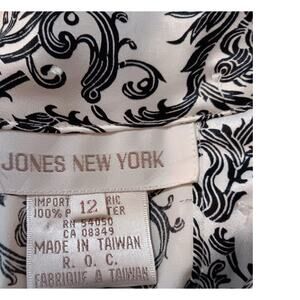 JONES NEW YORK
IMPORT RIC
100% P TER
12
RN 54050
CA 08349
MADE IN TAIWAN
R. O. C.
FABRIQUE A TAIWAN